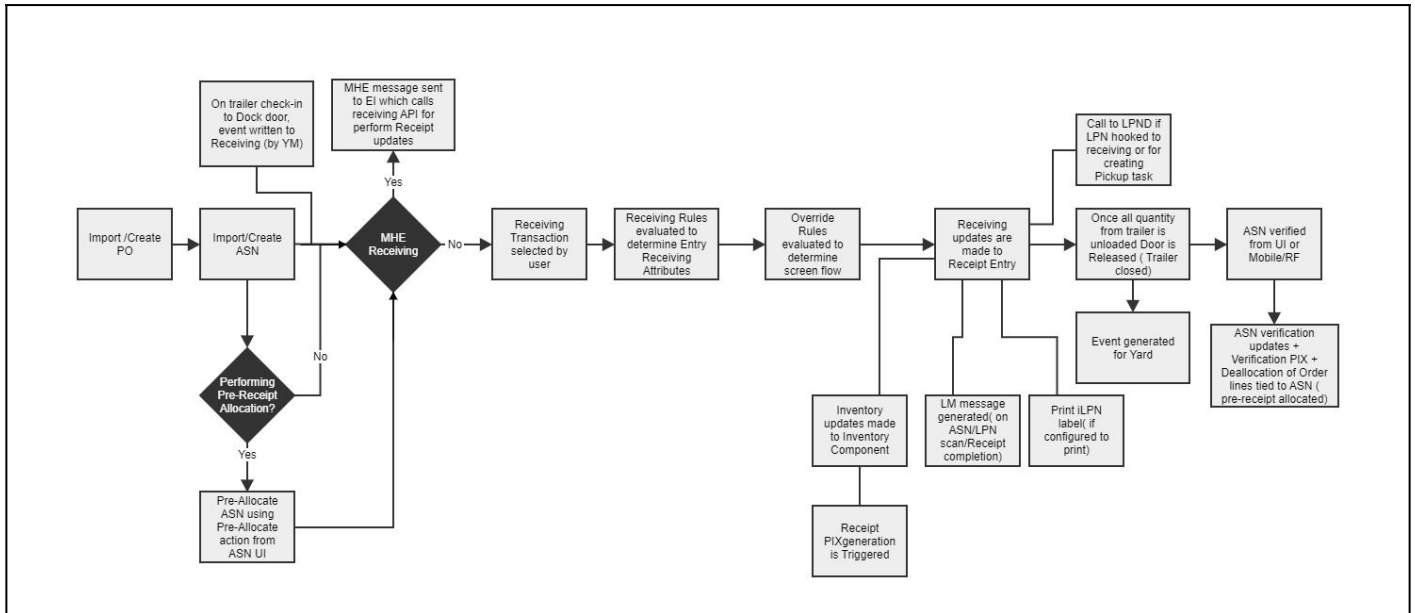 On trailer check-in
to Dock door,
event written to
Receiving (by YM)
MHE message sent
to EI which calls
receiving API for
perform Receipt
updates
Yes
Import /Create
PO
Import/Create
ASN
MHE
Receiving
No
Receiving
Transaction
selected by
user
Receiving Rules
evaluated to
determine Entry
Receiving
Attributes
Override
Rules
evaluated to
determine
screen flow
Receiving
updates are
made to
Receipt Entry
Call to LPND if
LPN hooked to
receiving or for
creating
Pickup task
Once all quantity
from trailer is
unloaded Door is
Released ( Trailer
closed)
ASN verified
from UI or
Mobile/RF
Performing
Pre-Receipt
Allocation?
No
Yes
Pre-Allocate
ASN using
Pre-Allocate
action from
ASN UI
Inventory
updates made
to Inventory
Component
LM message
generated( on
ASN/LPN
scan/Receipt
completion)
Print iLPN
label( if
configured to
print)
Event generated
for Yard
ASN verification
updates +
Verification PIX +
Deallocation of Order
lines tied to ASN (
pre-receipt allocated)
Receipt
PIXgeneration
is Triggered